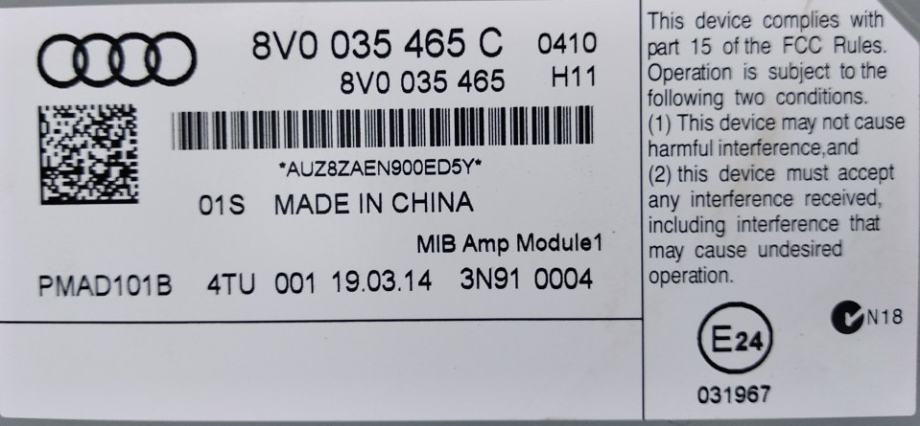 8V0 035 465 C 0410
8V0 035 465 H11
*AUZ8ZAEN900ED5Y*
01S MADE IN CHINA
MIB Amp Module1
PMAD101B 4TU 001 19.03.14 3N91 0004
This device complies with
part 15 of the FCC Rules.
Operation is subject to the
following two conditions.
(1) This device may not cause
harmful interference,and
(2) this device must accept
any interference received,
including interference that
may cause undesired
operation.
E24
N18
031967